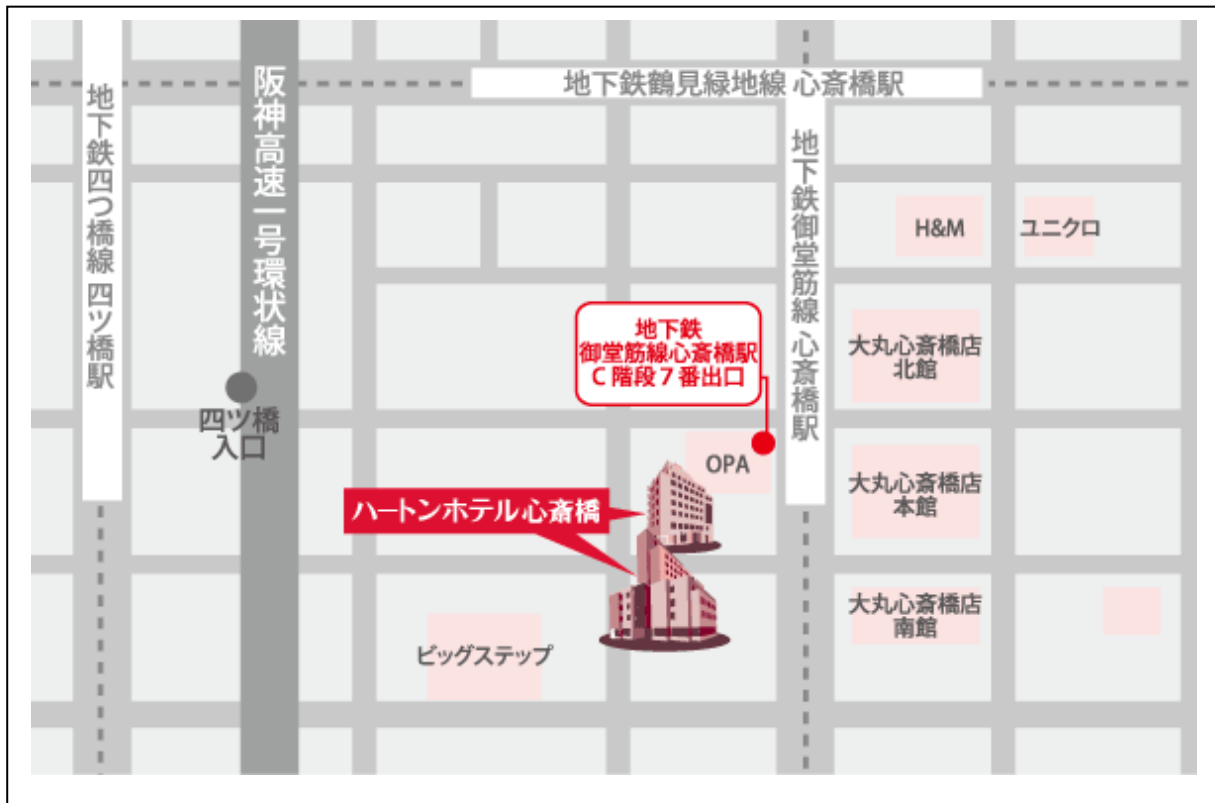 地下鉄鶴見緑地線 心斎橋駅
地下鉄四つ橋線 四ツ橋駅
阪神高速一号環状線
地下鉄御堂筋線 心斎橋駅
H&M
ユニクロ
地下鉄
御堂筋線心斎橋駅
C階段7番出口
大丸心斎橋店
北館
四ツ橋
入口
OPA
大丸心斎橋店
本館
ハートンホテル心斎橋
大丸心斎橋店
南館
ビッグステップ